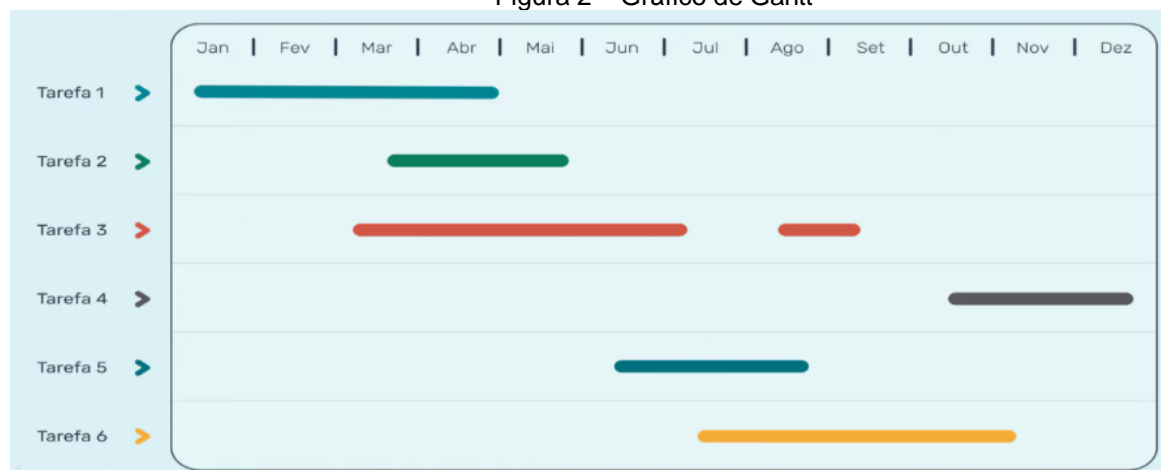 Figura 2 – Gráfico de Gantt
Jan | Fev | Mar | Abr | Mai | Jun | Jul | Ago | Set | Out | Nov | Dez
Tarefa 1
Tarefa 2
Tarefa 3
Tarefa 4
Tarefa 5
Tarefa 6